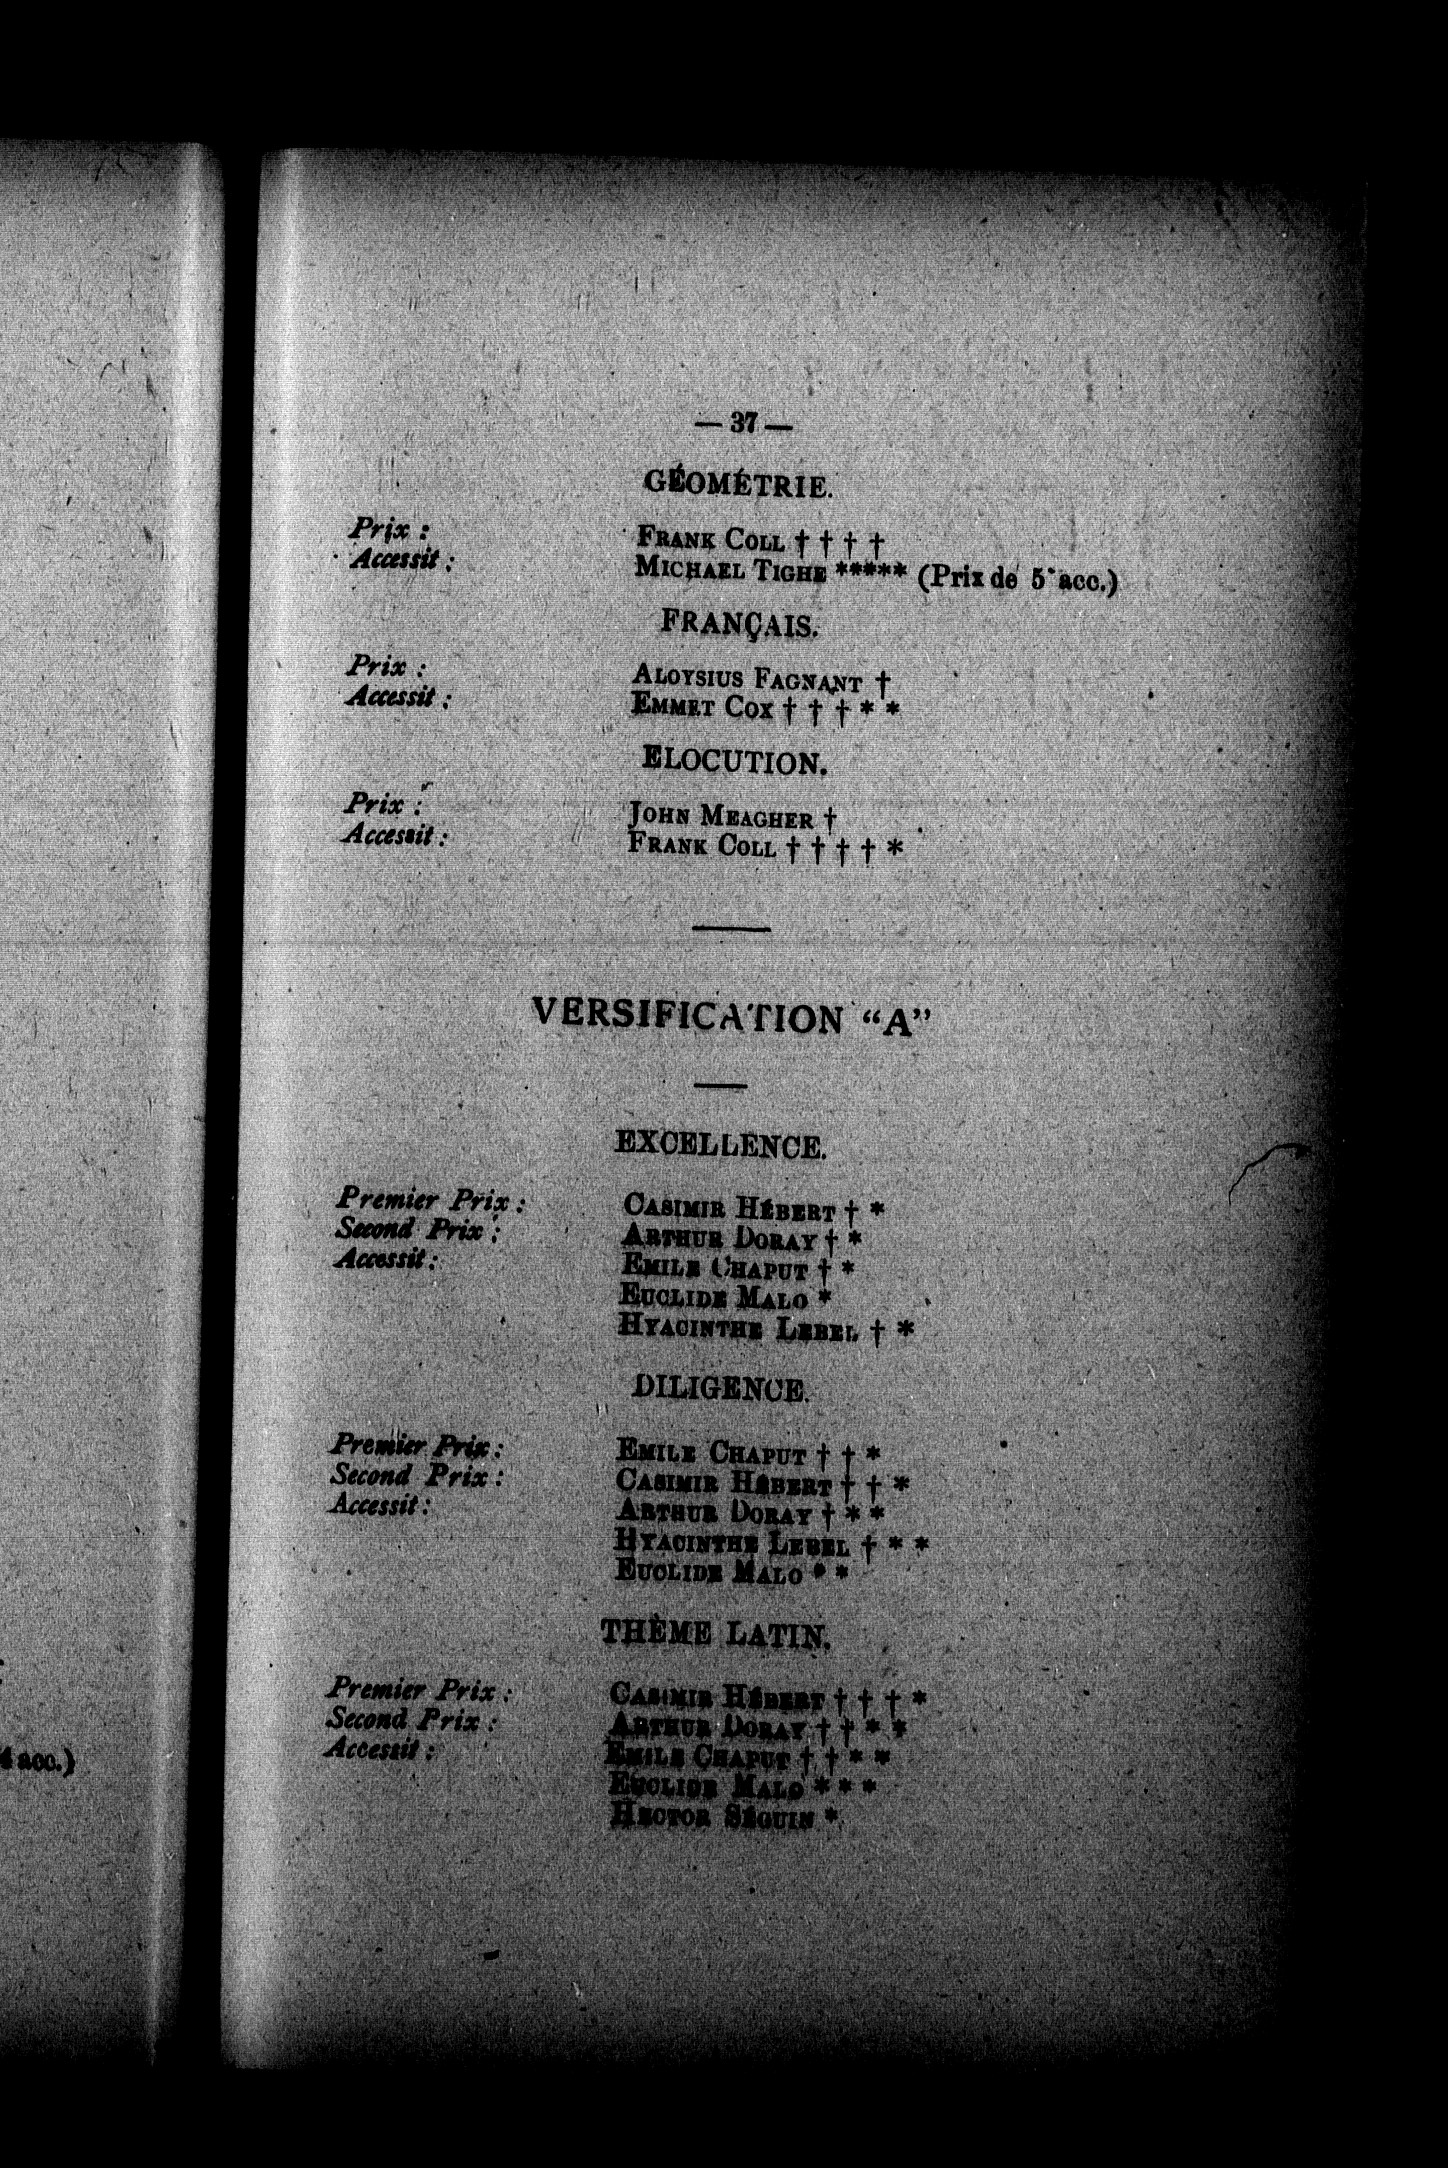 — 37 —
GÉOMÉTRIE.
Prix : FRANK COLL † † † †
Accessit : MICHAEL TIGHE ***** (Prix de 5e acc.)
FRANÇAIS.
Prix : ALOYSIUS FAGNANT †
Accessit : EMMET COX † † † * *
ELOCUTION.
Prix : JOHN MEAGHER †
Accessit : FRANK COLL † † † † *
VERSIFICATION “A”
EXCELLENCE.
Premier Prix : CASIMIR HÉBERT † *
Second Prix : ARTHUR DORAY † *
Accessit : EMILE CHAPUT † *
EUCLIDE MALO *
HYACINTHE LEBEL † *
DILIGENCE.
Premier Prix : EMILE CHAPUT † † *
Second Prix : CASIMIR HÉBERT † † *
Accessit : ARTHUR DORAY † * *
HYACINTHE LEBEL † * *
EUCLIDE MALO * *
THÈME LATIN.
Premier Prix : CASIMIR HÉBERT † † † *
Second Prix : ARTHUR DORAY † † * *
Accessit : EMILE CHAPUT † † * *
EUCLIDE MALO * * *
HECTOR SÉGUIN *
4 acc.)